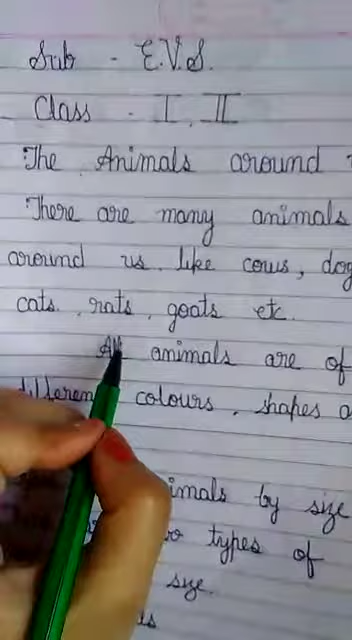 Sub - E.V.S.
Class - I, II
The Animals around
There are many animals
around us. like cows, dog
cats, rats, goats etc.
All animals are of
colours, shapes
by size
types of
size.